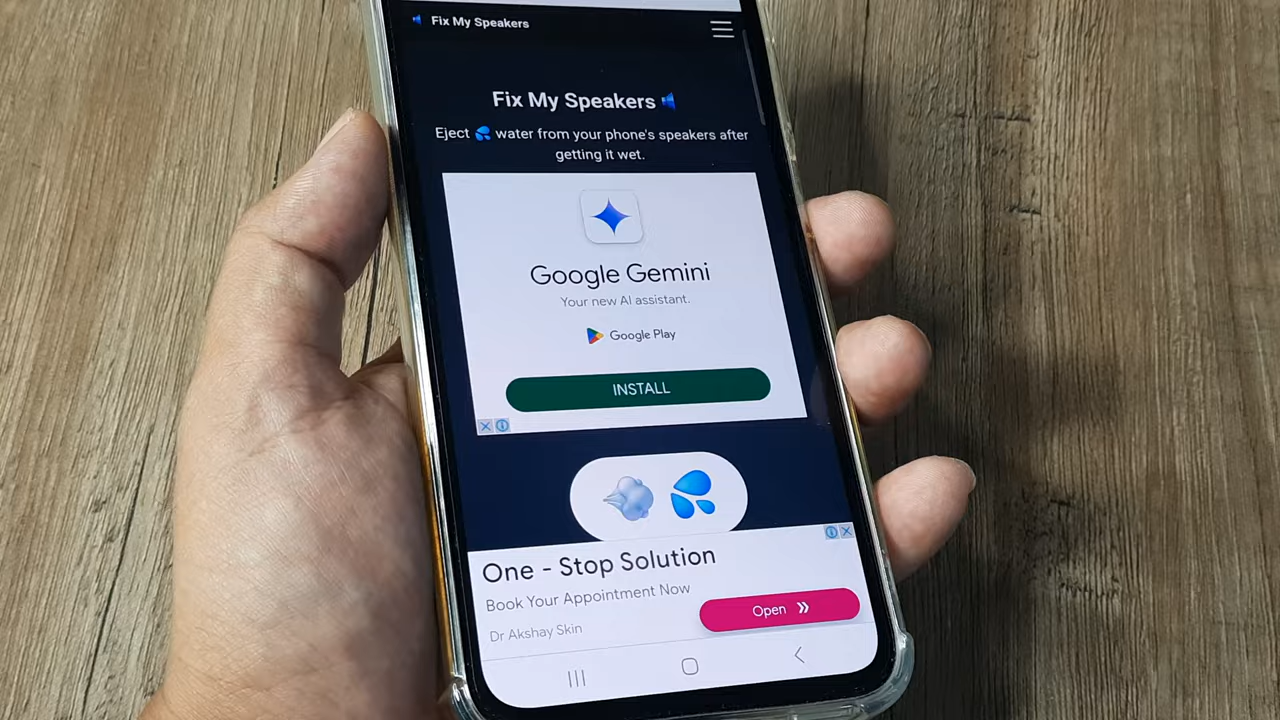 Fix My Speakers
Fix My Speakers
Eject water from your phone's speakers after
getting it wet.
Google Gemini
Your new AI assistant.
Google Play
INSTALL
One - Stop Solution
Book Your Appointment Now
Open
Dr Akshay Skin